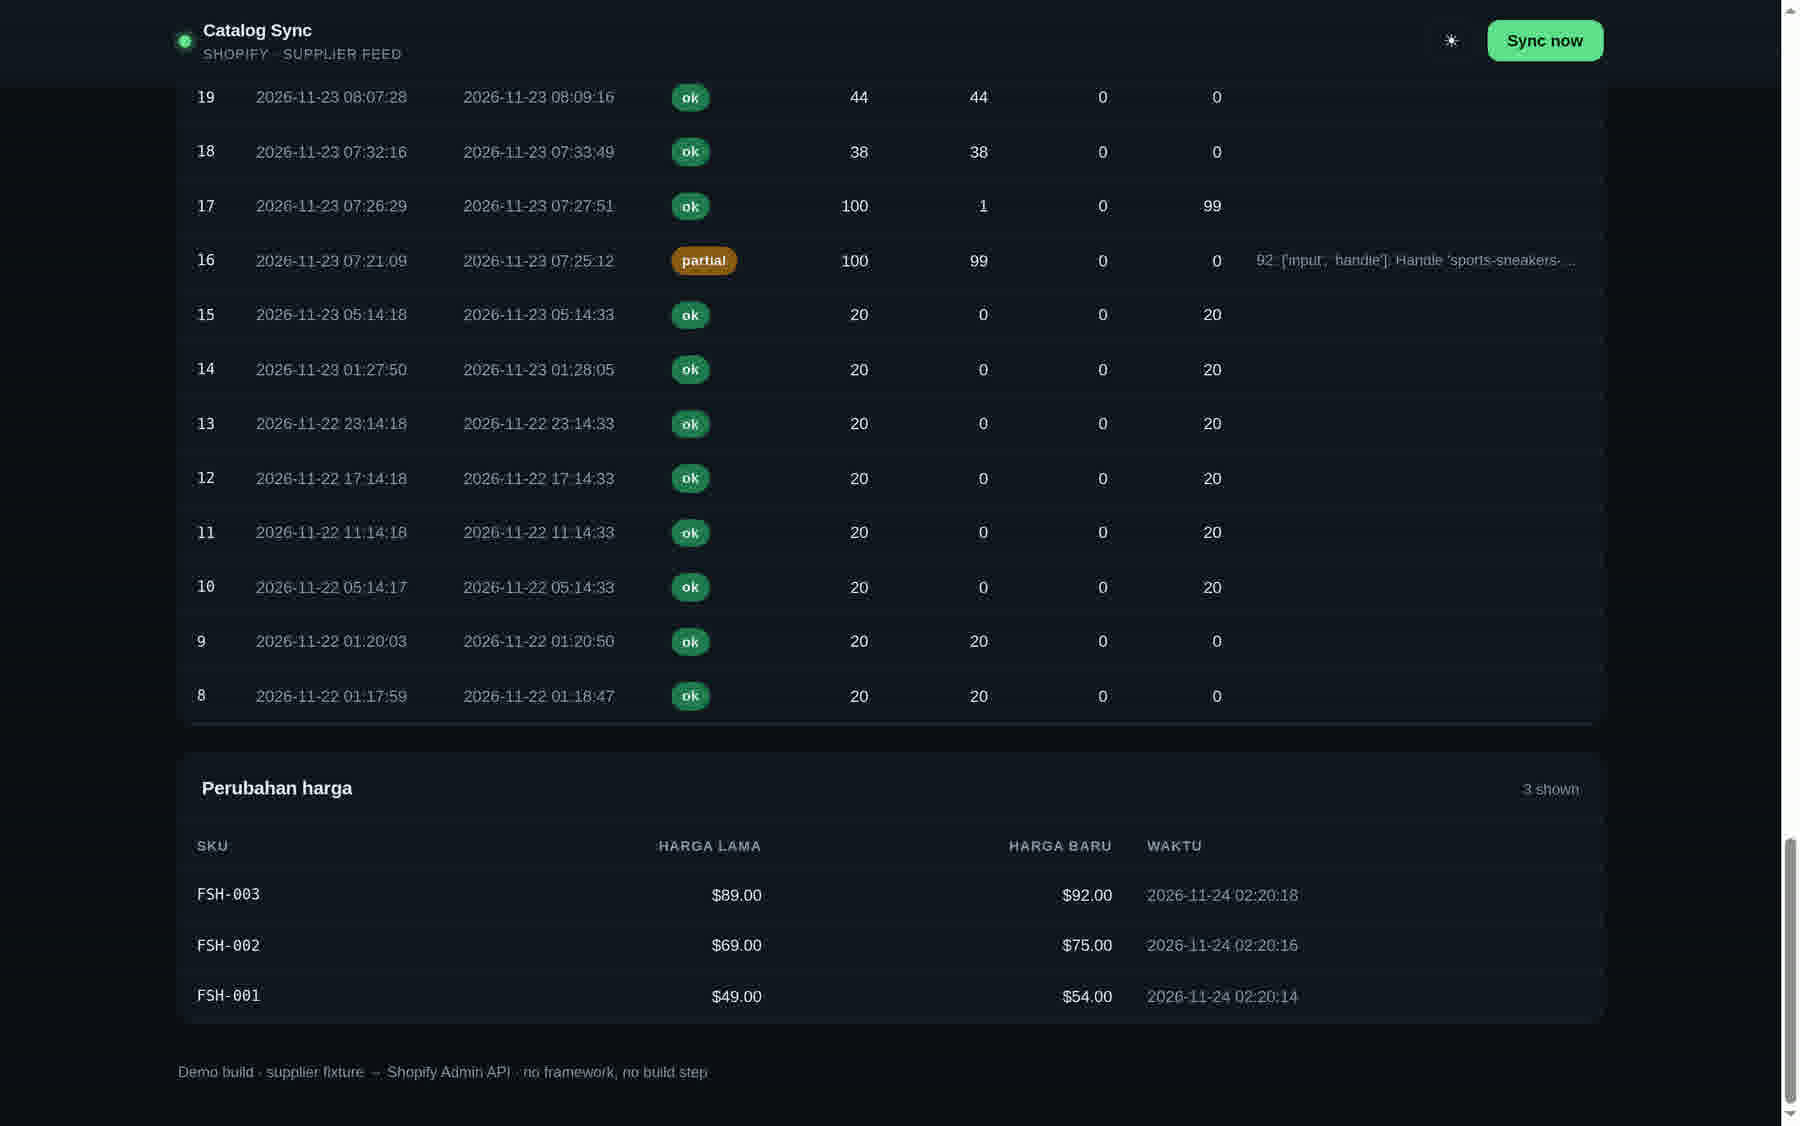 Catalog Sync
SHOPIFY · SUPPLIER FEED
☀ Sync now
19 2026-11-23 08:07:28 2026-11-23 08:09:16 ok 44 44 0 0
18 2026-11-23 07:32:16 2026-11-23 07:33:49 ok 38 38 0 0
17 2026-11-23 07:26:29 2026-11-23 07:27:51 ok 100 1 0 99
16 2026-11-23 07:21:09 2026-11-23 07:25:12 partial 100 99 0 0 92: ['input', 'handle']: Handle 'sports-sneakers-...
15 2026-11-23 05:14:18 2026-11-23 05:14:33 ok 20 0 0 20
14 2026-11-23 01:27:50 2026-11-23 01:28:05 ok 20 0 0 20
13 2026-11-22 23:14:18 2026-11-22 23:14:33 ok 20 0 0 20
12 2026-11-22 17:14:18 2026-11-22 17:14:33 ok 20 0 0 20
11 2026-11-22 11:14:18 2026-11-22 11:14:33 ok 20 0 0 20
10 2026-11-22 05:14:17 2026-11-22 05:14:33 ok 20 0 0 20
9 2026-11-22 01:20:03 2026-11-22 01:20:50 ok 20 20 0 0
8 2026-11-22 01:17:59 2026-11-22 01:18:47 ok 20 20 0 0
Perubahan harga 3 shown
SKU HARGA LAMA HARGA BARU WAKTU
FSH-003 $89.00 $92.00 2026-11-24 02:20:18
FSH-002 $69.00 $75.00 2026-11-24 02:20:16
FSH-001 $49.00 $54.00 2026-11-24 02:20:14
Demo build · supplier fixture → Shopify Admin API · no framework, no build step